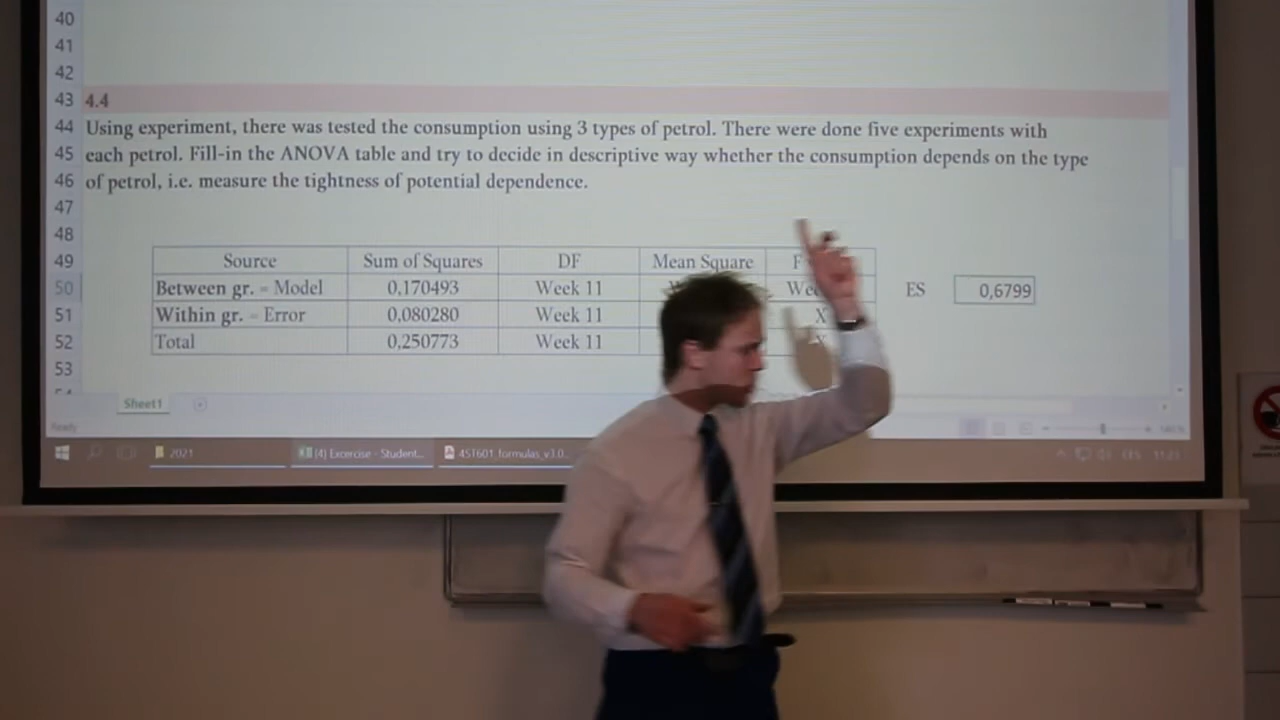 40
41
42
43 4.4
44 Using experiment, there was tested the consumption using 3 types of petrol. There were done five experiments with
45 each petrol. Fill-in the ANOVA table and try to decide in descriptive way whether the consumption depends on the type
46 of petrol, i.e. measure the tightness of potential dependence.
47
48
49 Source Sum of Squares DF Mean Square F
50 Between gr. = Model 0,170493 Week 11 ES 0,6799
51 Within gr. = Error 0,080280 Week 11 X
52 Total 0,250773 Week 11 X
53
Sheet1
Ready
2021 (4) Excercise - Student... 451601_formulas_v3.0...